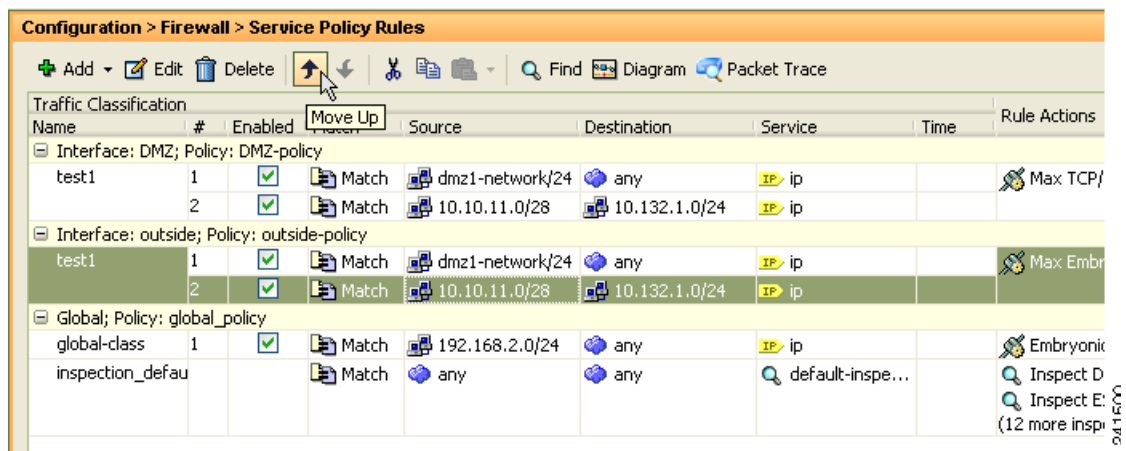 Configuration > Firewall > Service Policy Rules
Add Edit Delete Find Diagram Packet Trace
Move Up
Traffic Classification
Name # Enabled Source Destination Service Time Rule Actions
Interface: DMZ; Policy: DMZ-policy
test1 1 Match dmz1-network/24 any IP ip Max TCP/
2 Match 10.10.11.0/28 10.132.1.0/24 IP ip
Interface: outside; Policy: outside-policy
test1 1 Match dmz1-network/24 any IP ip Max Embr
2 Match 10.10.11.0/28 10.132.1.0/24 IP ip
Global; Policy: global_policy
global-class 1 Match 192.168.2.0/24 any IP ip Embryonic
inspection_defau Match any any default-inspe... Inspect D
Inspect E
(12 more insp
241500